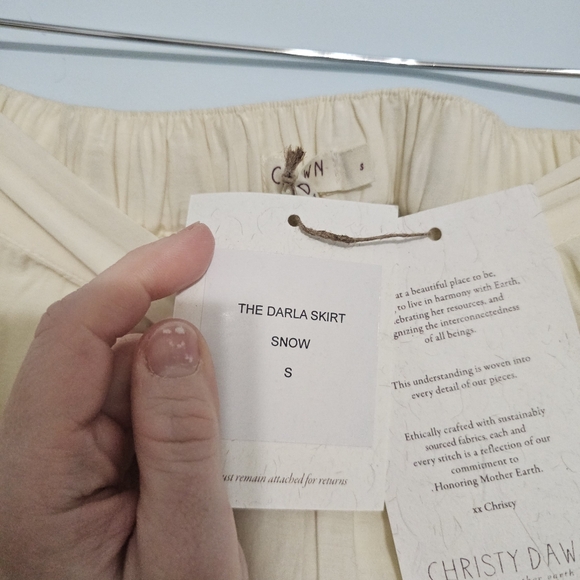 S
THE DARLA SKIRT
SNOW
S
must remain attached for returns
at a beautiful place to be,
to live in harmony with Earth,
ebrating her resources, and
gnizing the interconnectedness
of all beings.
This understanding is woven into
every detail of our pieces.
Ethically crafted with sustainably
sourced fabrics, each and
every stitch is a reflection of our
commitment to
Honoring Mother Earth.
xx Christy
CHRISTY DAW